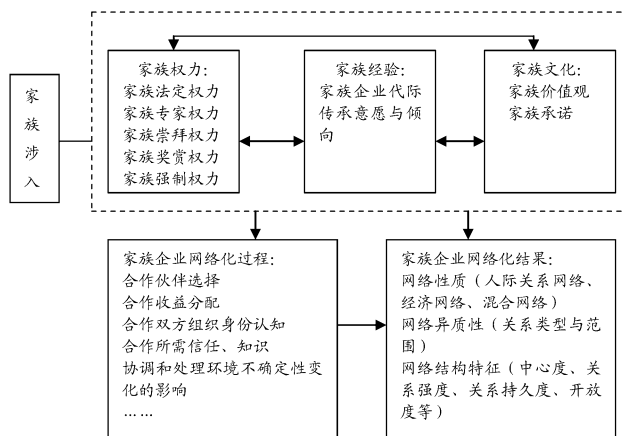 家
族
涉
入
家族权力：
家族法定权力
家族专家权力
家族崇拜权力
家族奖赏权力
家族强制权力
家族经验：
家族企业代际
传承意愿与倾
向
家族文化：
家族价值观
家族承诺
家族企业网络化过程：
合作伙伴选择
合作收益分配
合作双方组织身份认知
合作所需信任、知识
协调和处理环境不确定性变
化的影响
……
家族企业网络化结果：
网络性质（人际关系网络、
经济网络、混合网络）
网络异质性（关系类型与范
围）
网络结构特征（中心度、关
系强度、关系持久度、开放
度等）